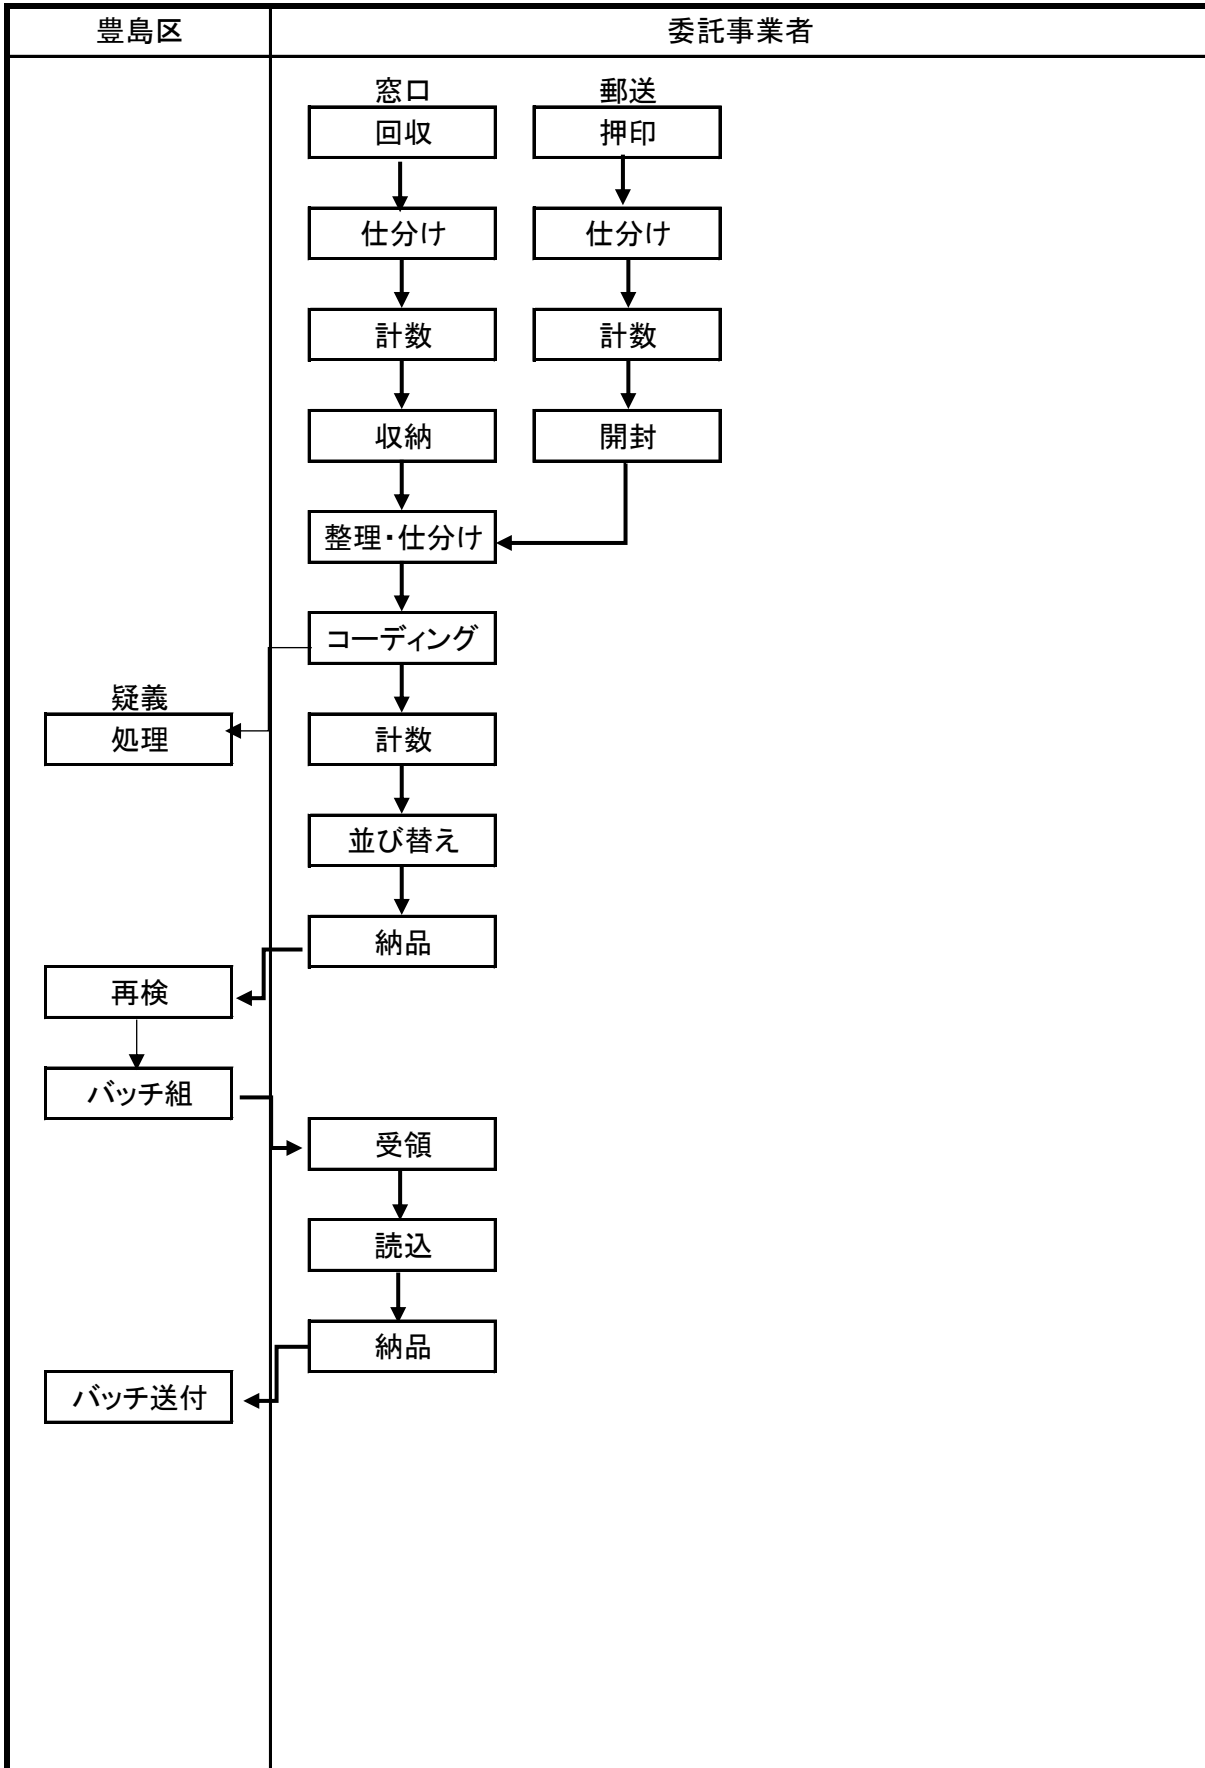 豊島区
委託事業者
窓口
郵送
回収
押印
仕分け
仕分け
計数
計数
収納
開封
整理・仕分け
コーディング
疑義
処理
計数
並び替え
納品
再検
バッチ組
受領
読込
納品
バッチ送付